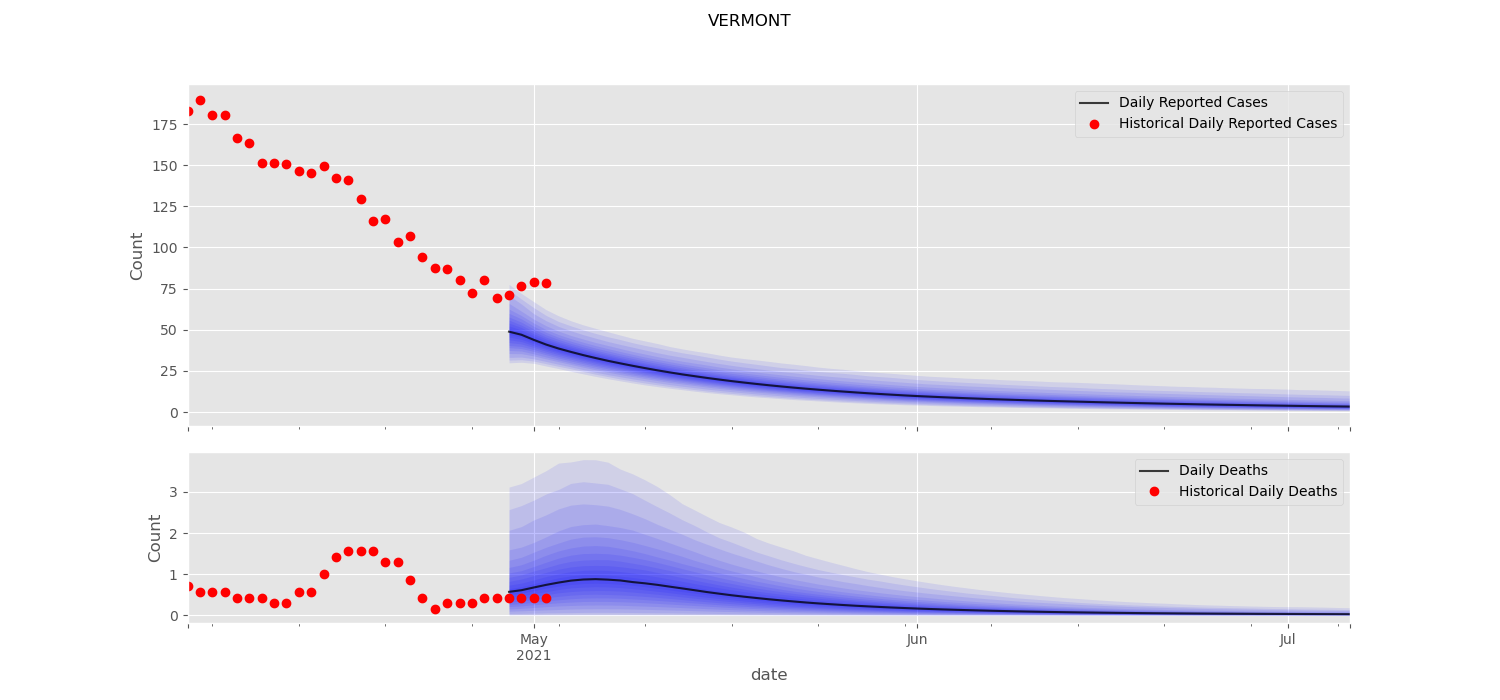 VERMONT
Daily Reported Cases
Historical Daily Reported Cases
175
150
125
100
75
50
25
0
Count
Daily Deaths
Historical Daily Deaths
3
2
1
0
Count
May
2021
Jun
Jul
date